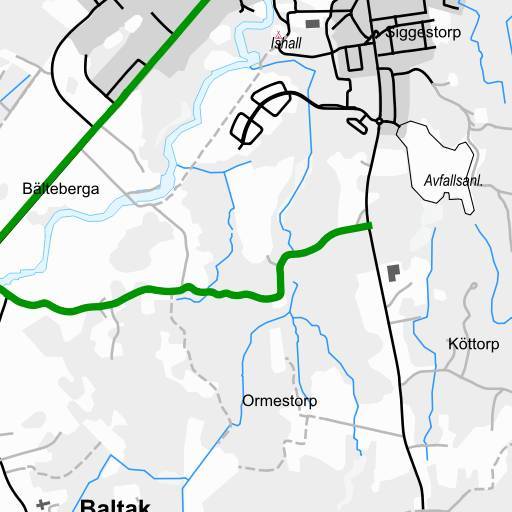 Siggestorp
Ishall
Avfallsanl.
Bälteberga
Köttorp
Ormestorp
Baltak